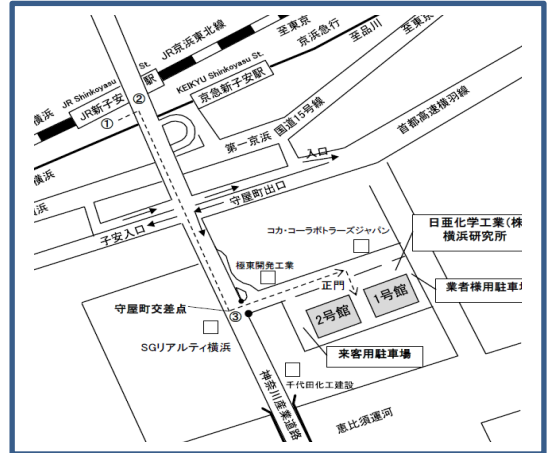 JR京浜東北線
至東京
京浜急行
至品川
至東京
JR Shinkoyasu St.
KEIKYU Shinkoyasu St.
JR新子安駅
②
京急新子安駅
①
横浜
横浜
浜
第一京浜
国道15号線
首都高速横羽線
入口
守屋町出口
子安入口
コカ・コーラボトラーズジャパン
日亜化学工業(株
横浜研究所
極東開発工業
正門
業者様用駐車場
1号館
2号館
守屋町交差点
③
SGリアルティ横浜
来客用駐車場
千代田化工建設
神奈川産業道路
恵比須運河